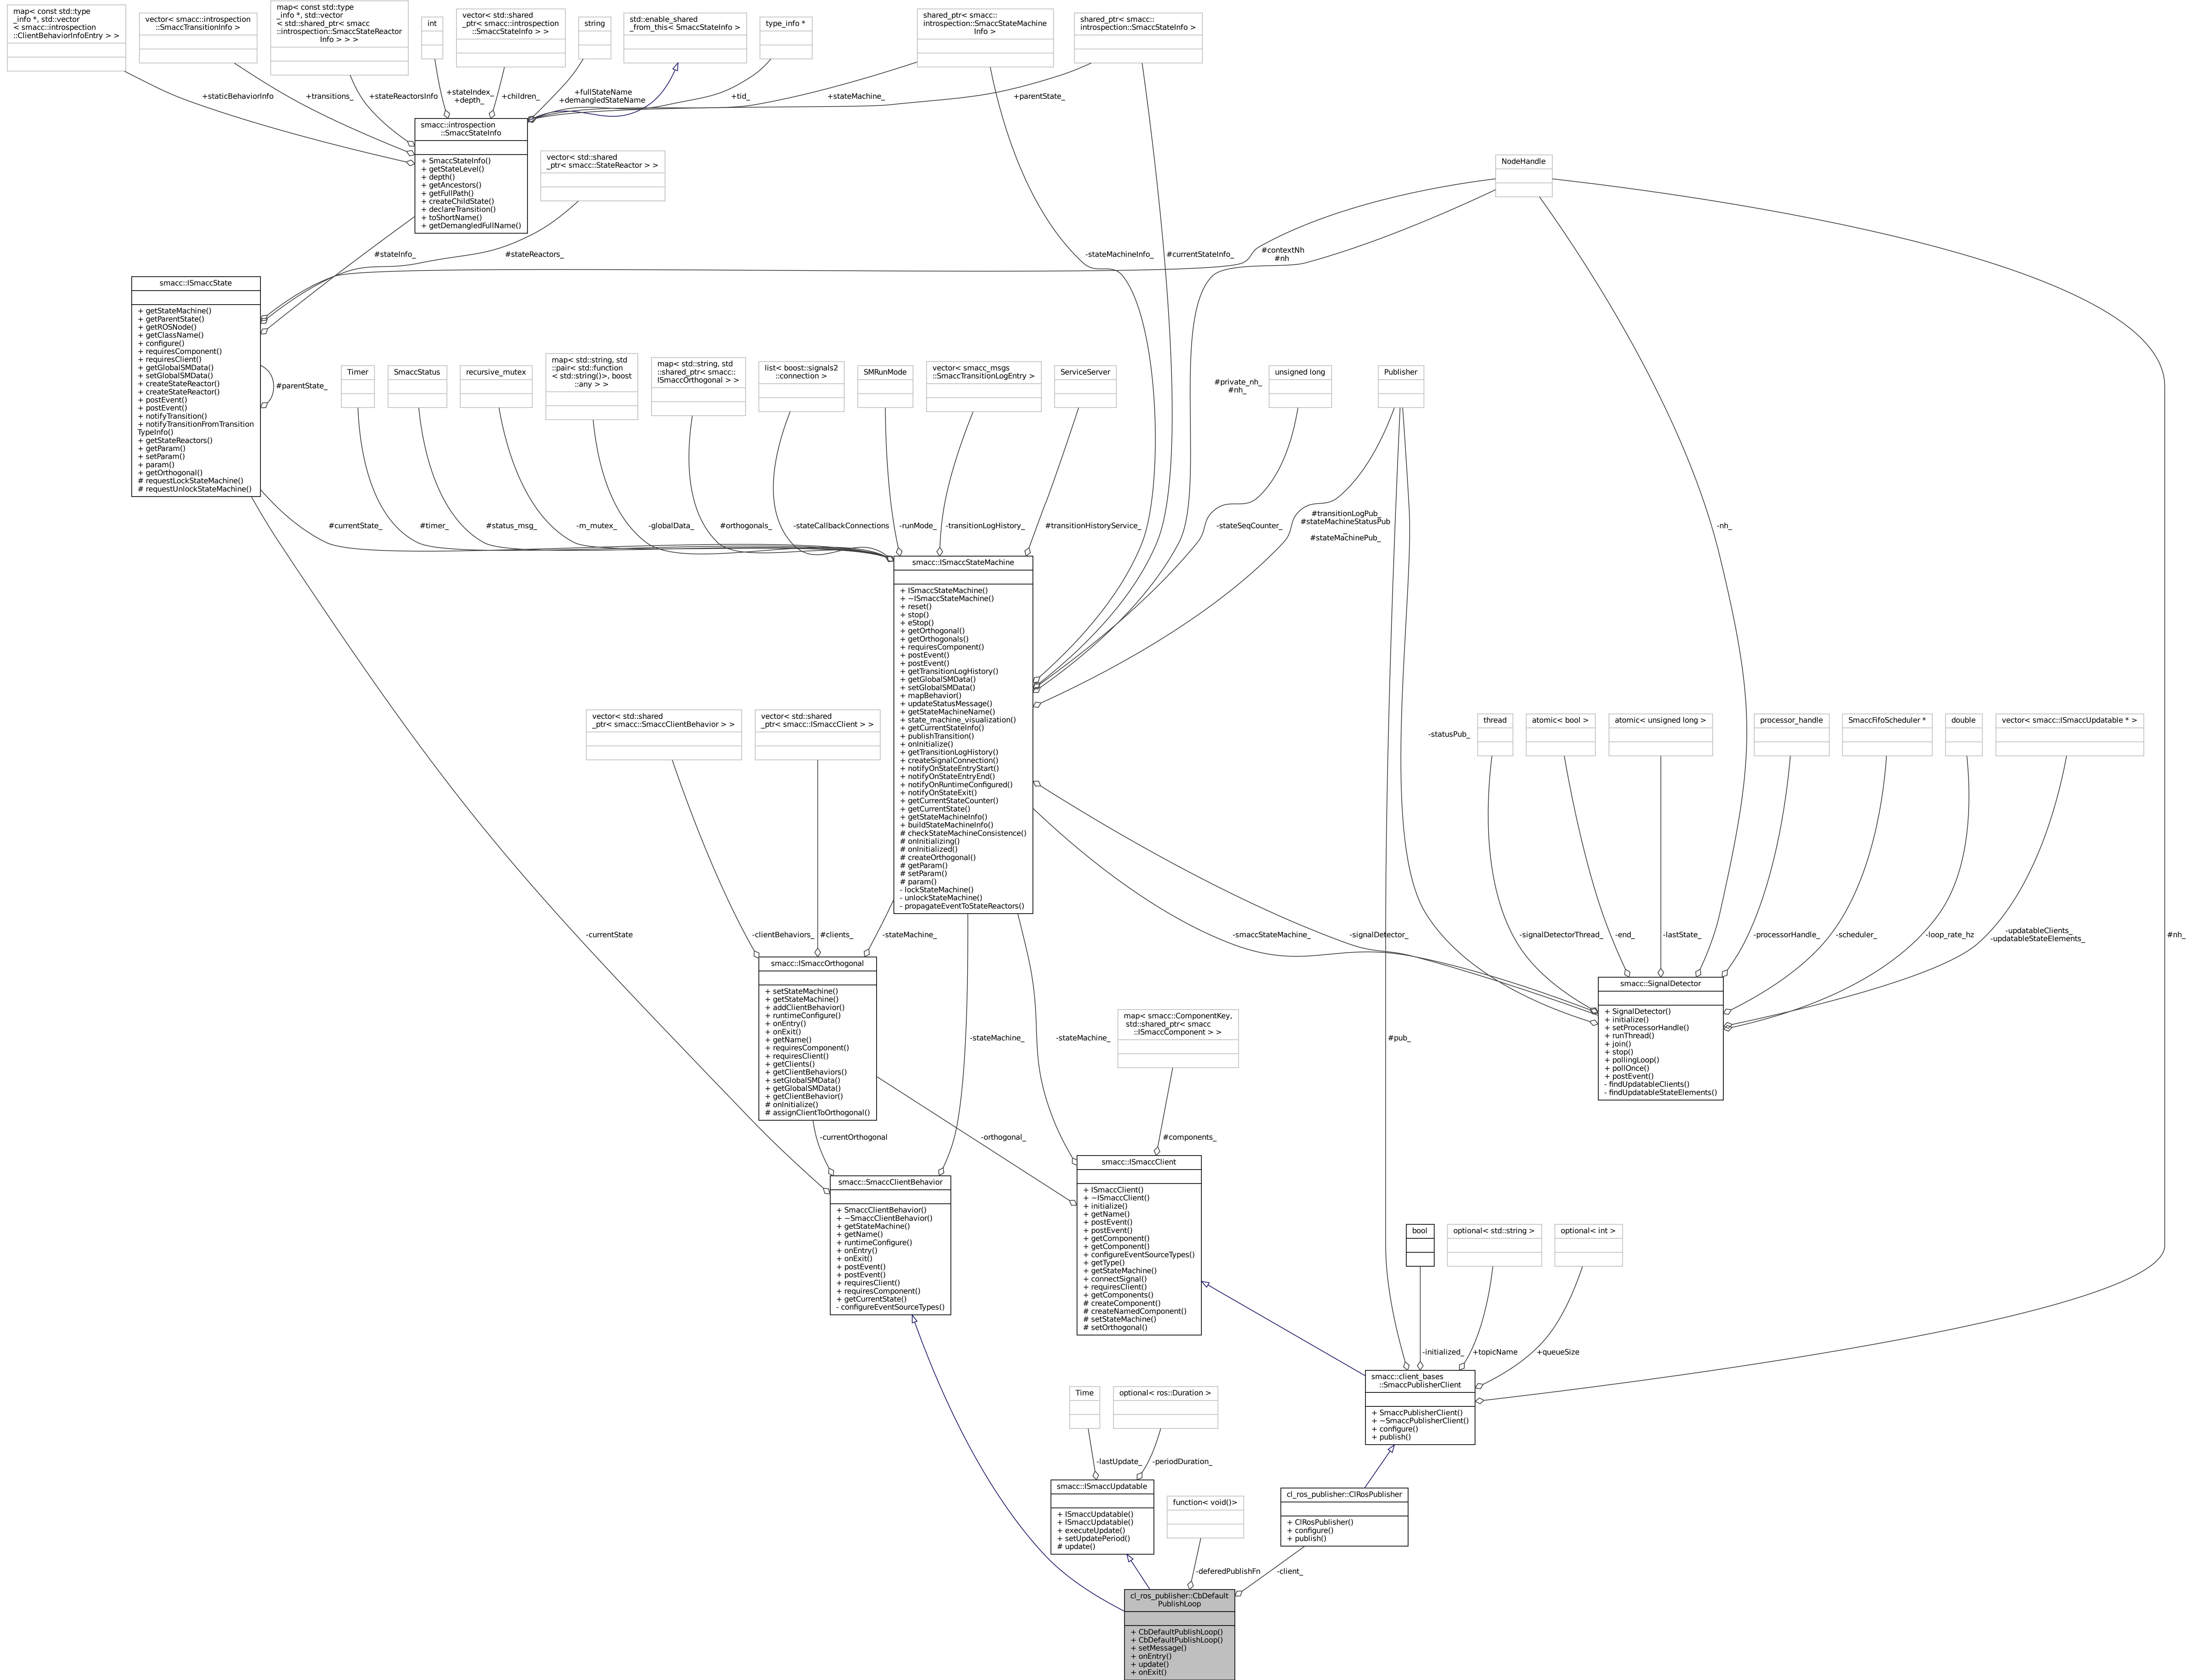 map< const std::type
_info *, std::vector
< smacc::introspection
::ClientBehaviorInfoEntry > >
vector< smacc::introspection
::SmaccTransitionInfo >
map< const std::type
_info *, std::vector
< std::shared_ptr< smacc
::introspection::SmaccStateReactor
Info > > >
int
vector< std::shared
_ptr< smacc::introspection
::SmaccStateInfo > >
string
std::enable_shared
_from_this< SmaccStateInfo >
type_info *
shared_ptr< smacc::
introspection::SmaccStateMachine
Info >
shared_ptr< smacc::
introspection::SmaccStateInfo >
+staticBehaviorInfo
+transitions_
+stateReactorsInfo
+stateIndex_
+depth_
+children_
+fullStateName
+demangledStateName
+tid_
+stateMachine_
+parentState_
smacc::introspection
::SmaccStateInfo
+ SmaccStateInfo()
+ getStateLevel()
+ depth()
+ getAncestors()
+ getFullPath()
+ createChildState()
+ declareTransition()
+ toShortName()
+ getDemangledFullName()
vector< std::shared
_ptr< smacc::StateReactor > >
NodeHandle
#stateInfo_
#stateReactors_
-stateMachineInfo_
#currentStateInfo_
#contextNh
#nh
smacc::ISmaccState
+ getStateMachine()
+ getParentState()
+ getROSNode()
+ getClassName()
+ configure()
+ requiresComponent()
+ requiresClient()
+ getGlobalSMData()
+ setGlobalSMData()
+ createStateReactor()
+ createStateReactor()
+ postEvent()
+ postEvent()
+ notifyTransition()
+ notifyTransitionFromTransition
TypeInfo()
+ getStateReactors()
+ getParam()
+ setParam()
+ param()
+ getOrthogonal()
# requestLockStateMachine()
# requestUnlockStateMachine()
#parentState_
Timer
SmaccStatus
recursive_mutex
map< std::string, std
::pair< std::function
< std::string()>, boost
::any > >
map< std::string, std
::shared_ptr< smacc::
ISmaccOrthogonal > >
list< boost::signals2
::connection >
SMRunMode
vector< smacc_msgs
::SmaccTransitionLogEntry >
ServiceServer
#private_nh_
#nh_
unsigned long
Publisher
#currentState_
#timer_
#status_msg_
-m_mutex_
-globalData_
#orthogonals_
-stateCallbackConnections
-runMode_
-transitionLogHistory_
#transitionHistoryService_
-stateSeqCounter_
#transitionLogPub_
#stateMachineStatusPub
_
#stateMachinePub_
-nh_
smacc::ISmaccStateMachine
+ ISmaccStateMachine()
+ ~ISmaccStateMachine()
+ reset()
+ stop()
+ eStop()
+ getOrthogonal()
+ getOrthogonals()
+ requiresComponent()
+ postEvent()
+ postEvent()
+ getTransitionLogHistory()
+ getGlobalSMData()
+ setGlobalSMData()
+ mapBehavior()
+ updateStatusMessage()
+ getStateMachineName()
+ state_machine_visualization()
+ getCurrentStateInfo()
+ publishTransition()
+ onInitialize()
+ getTransitionLogHistory()
+ createSignalConnection()
+ notifyOnStateEntryStart()
+ notifyOnStateEntryEnd()
+ notifyOnRuntimeConfigured()
+ notifyOnStateExit()
+ getCurrentStateCounter()
+ getCurrentState()
+ getStateMachineInfo()
+ buildStateMachineInfo()
# checkStateMachineConsistence()
# onInitializing()
# onInitialized()
# createOrthogonal()
# getParam()
# setParam()
# param()
- lockStateMachine()
- unlockStateMachine()
- propagateEventToStateReactors()
vector< std::shared
_ptr< smacc::SmaccClientBehavior > >
vector< std::shared
_ptr< smacc::ISmaccClient > >
-statusPub_
thread
atomic< bool >
atomic< unsigned long >
processor_handle
SmaccFifoScheduler *
double
vector< smacc::ISmaccUpdatable * >
-currentState
-clientBehaviors_
#clients_
-stateMachine_
-smaccStateMachine_
-signalDetector_
-signalDetectorThread_
-end_
-lastState_
-processorHandle_
-scheduler_
-loop_rate_hz
-updatableClients_
-updatableStateElements_
#nh_
smacc::ISmaccOrthogonal
+ setStateMachine()
+ getStateMachine()
+ addClientBehavior()
+ runtimeConfigure()
+ onEntry()
+ onExit()
+ getName()
+ requiresComponent()
+ requiresClient()
+ getClients()
+ getClientBehaviors()
+ setGlobalSMData()
+ getGlobalSMData()
+ getClientBehavior()
# onInitialize()
# assignClientToOrthogonal()
smacc::SignalDetector
+ SignalDetector()
+ initialize()
+ setProcessorHandle()
+ runThread()
+ join()
+ stop()
+ pollingLoop()
+ pollOnce()
+ postEvent()
- findUpdatableClients()
- findUpdatableStateElements()
-stateMachine_
-stateMachine_
map< smacc::ComponentKey,
std::shared_ptr< smacc
::ISmaccComponent > >
#pub_
-currentOrthogonal
-orthogonal_
#components_
smacc::SmaccClientBehavior
+ SmaccClientBehavior()
+ ~SmaccClientBehavior()
+ getStateMachine()
+ getName()
+ runtimeConfigure()
+ onEntry()
+ onExit()
+ postEvent()
+ postEvent()
+ requiresClient()
+ requiresComponent()
+ getCurrentState()
- configureEventSourceTypes()
smacc::ISmaccClient
+ ISmaccClient()
+ ~ISmaccClient()
+ initialize()
+ getName()
+ postEvent()
+ postEvent()
+ getComponent()
+ getComponent()
+ configureEventSourceTypes()
+ getType()
+ getStateMachine()
+ connectSignal()
+ requiresClient()
+ getComponents()
# createComponent()
# createNamedComponent()
# setStateMachine()
# setOrthogonal()
bool
optional< std::string >
optional< int >
-initialized_
+topicName
+queueSize
smacc::client_bases
::SmaccPublisherClient
+ SmaccPublisherClient()
+ ~SmaccPublisherClient()
+ configure()
+ publish()
Time
optional< ros::Duration >
-lastUpdate_
-periodDuration_
smacc::ISmaccUpdatable
+ ISmaccUpdatable()
+ ISmaccUpdatable()
+ executeUpdate()
+ setUpdatePeriod()
# update()
function< void()>
cl_ros_publisher::ClRosPublisher
+ ClRosPublisher()
+ configure()
+ publish()
-deferedPublishFn
-client_
cl_ros_publisher::CbDefault
PublishLoop
+ CbDefaultPublishLoop()
+ CbDefaultPublishLoop()
+ setMessage()
+ onEntry()
+ update()
+ onExit()